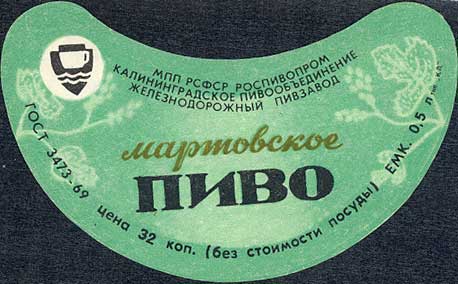 МПП РСФСР РОСПИВОПРОМ
КАЛИНИНГРАДСКОЕ ПИВООБЪЕДИНЕНИЕ
ЖЕЛЕЗНОДОРОЖНЫЙ ПИВЗАВОД
мартовское
ПИВО
ГОСТ 3473-69 цена 32 коп. (без стоимости посуды) ЕМК. 0,5 л